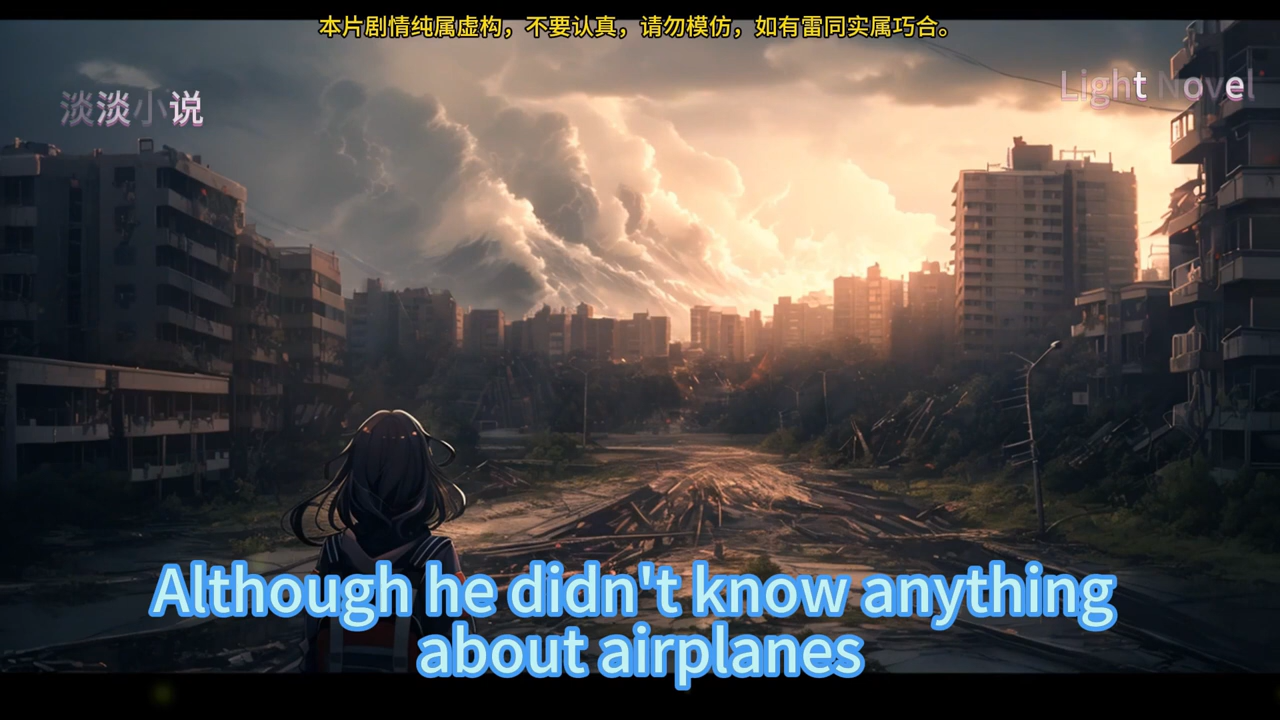 本片剧情纯属虚构，不要认真，请勿模仿，如有雷同实属巧合。
淡淡小说
Light Novel
Although he didn't know anything
about airplanes